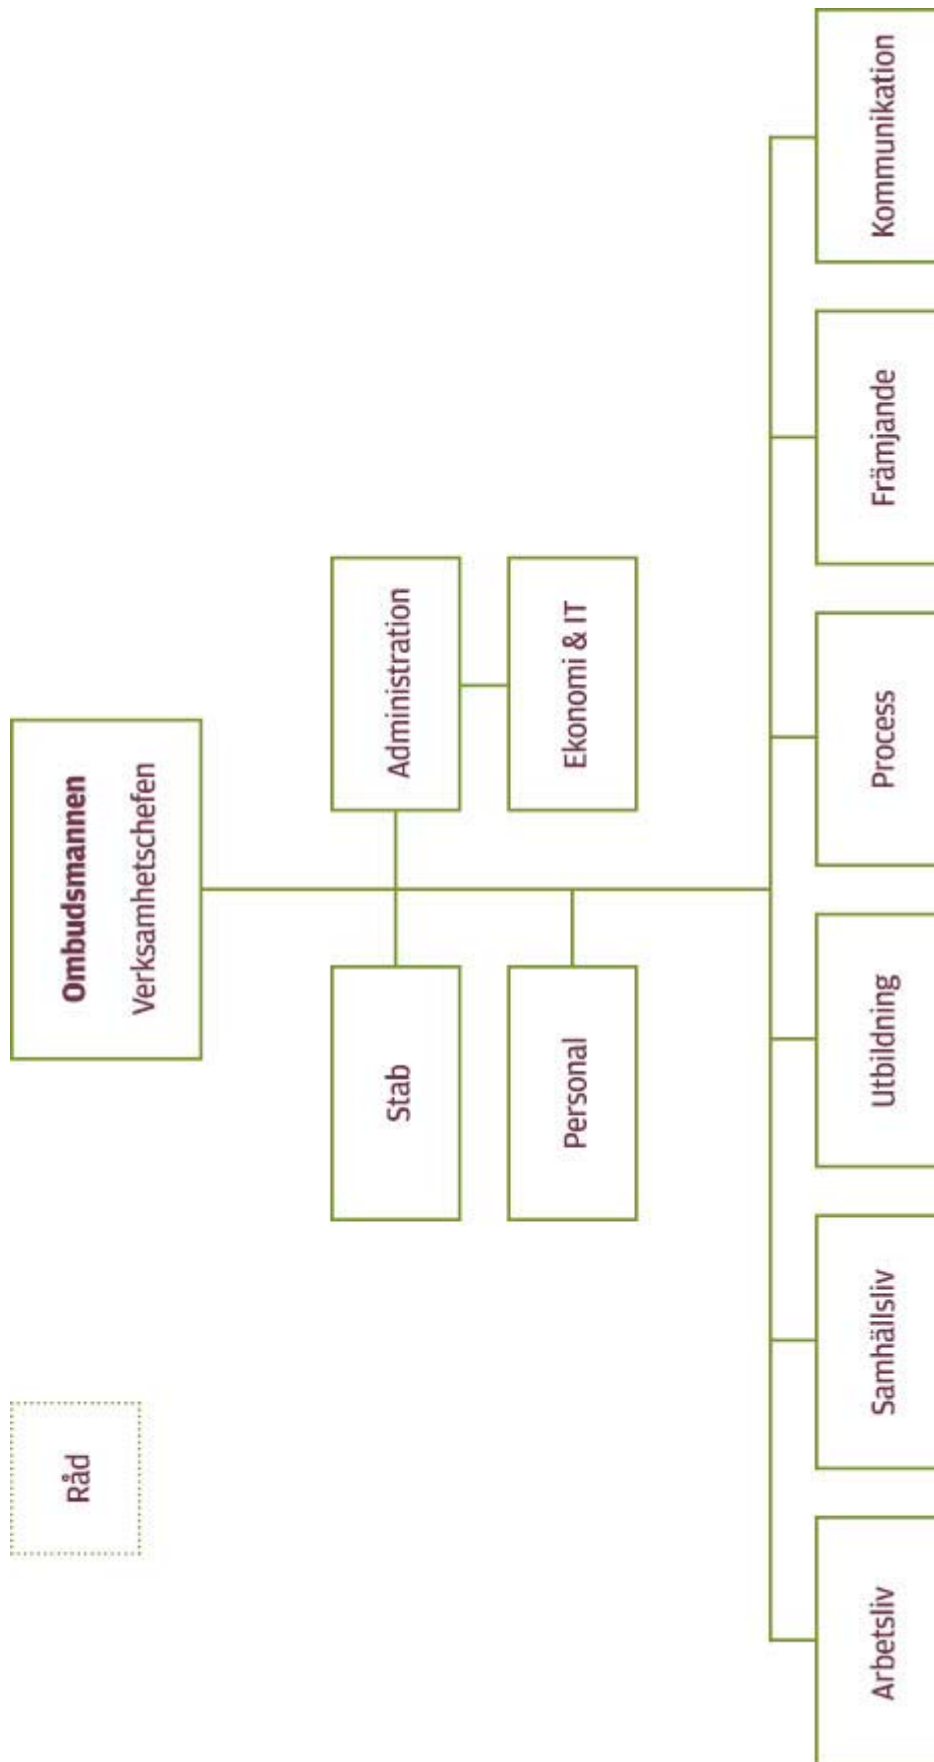 Råd
Ombudsmannen
Verksamhetschefen
Stab
Administration
Personal
Ekonomi & IT
Arbetsliv
Samhällsliv
Utbildning
Process
Främjande
Kommunikation